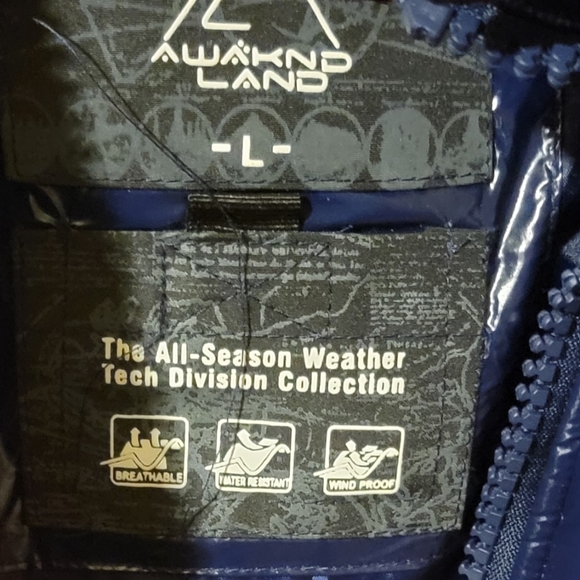 AWAKND
LAND
-L-
The All-Season Weather
Tech Division Collection
BREATHABLE
WATER RESISTANT
WIND PROOF